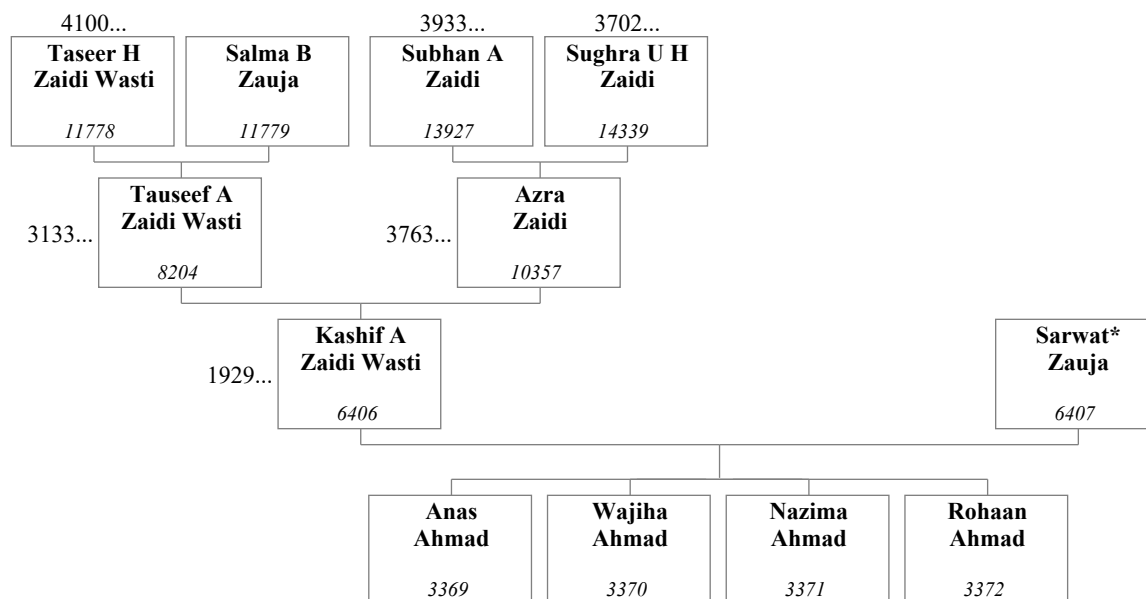 4100...
3933...
3702...
Taseer H
Zaidi Wasti
11778
Salma B
Zauja
11779
Subhan A
Zaidi
13927
Sughra U H
Zaidi
14339
3133...
Tauseef A
Zaidi Wasti
8204
3763...
Azra
Zaidi
10357
1929...
Kashif A
Zaidi Wasti
6406
Sarwat*
Zauja
6407
Anas
Ahmad
3369
Wajiha
Ahmad
3370
Nazima
Ahmad
3371
Rohaan
Ahmad
3372